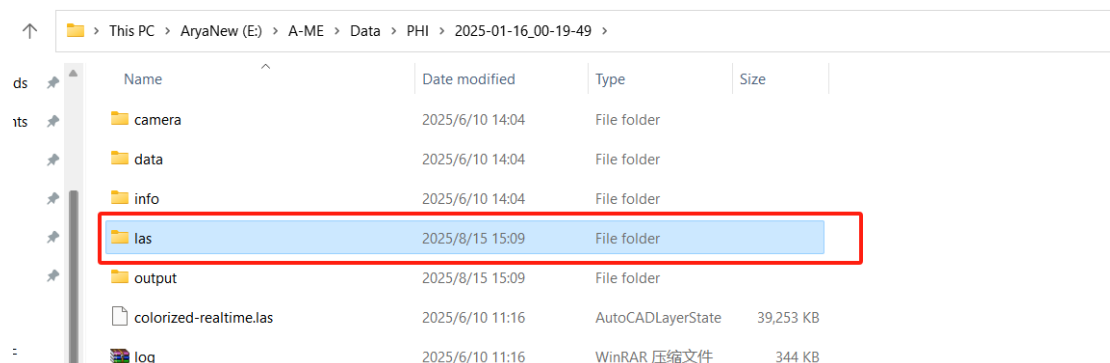 This PC > AryaNew (E:) > A-ME > Data > PHI > 2025-01-16_00-19-49 >
Name Date modified Type Size
ds
camera 2025/6/10 14:04 File folder
nts
data 2025/6/10 14:04 File folder
info 2025/6/10 14:04 File folder
las 2025/8/15 15:09 File folder
output 2025/8/15 15:09 File folder
colorized-realtime.las 2025/6/10 11:16 AutoCADLayerState 39,253 KB
log 2025/6/10 11:16 WinRAR 压缩文件 344 KB